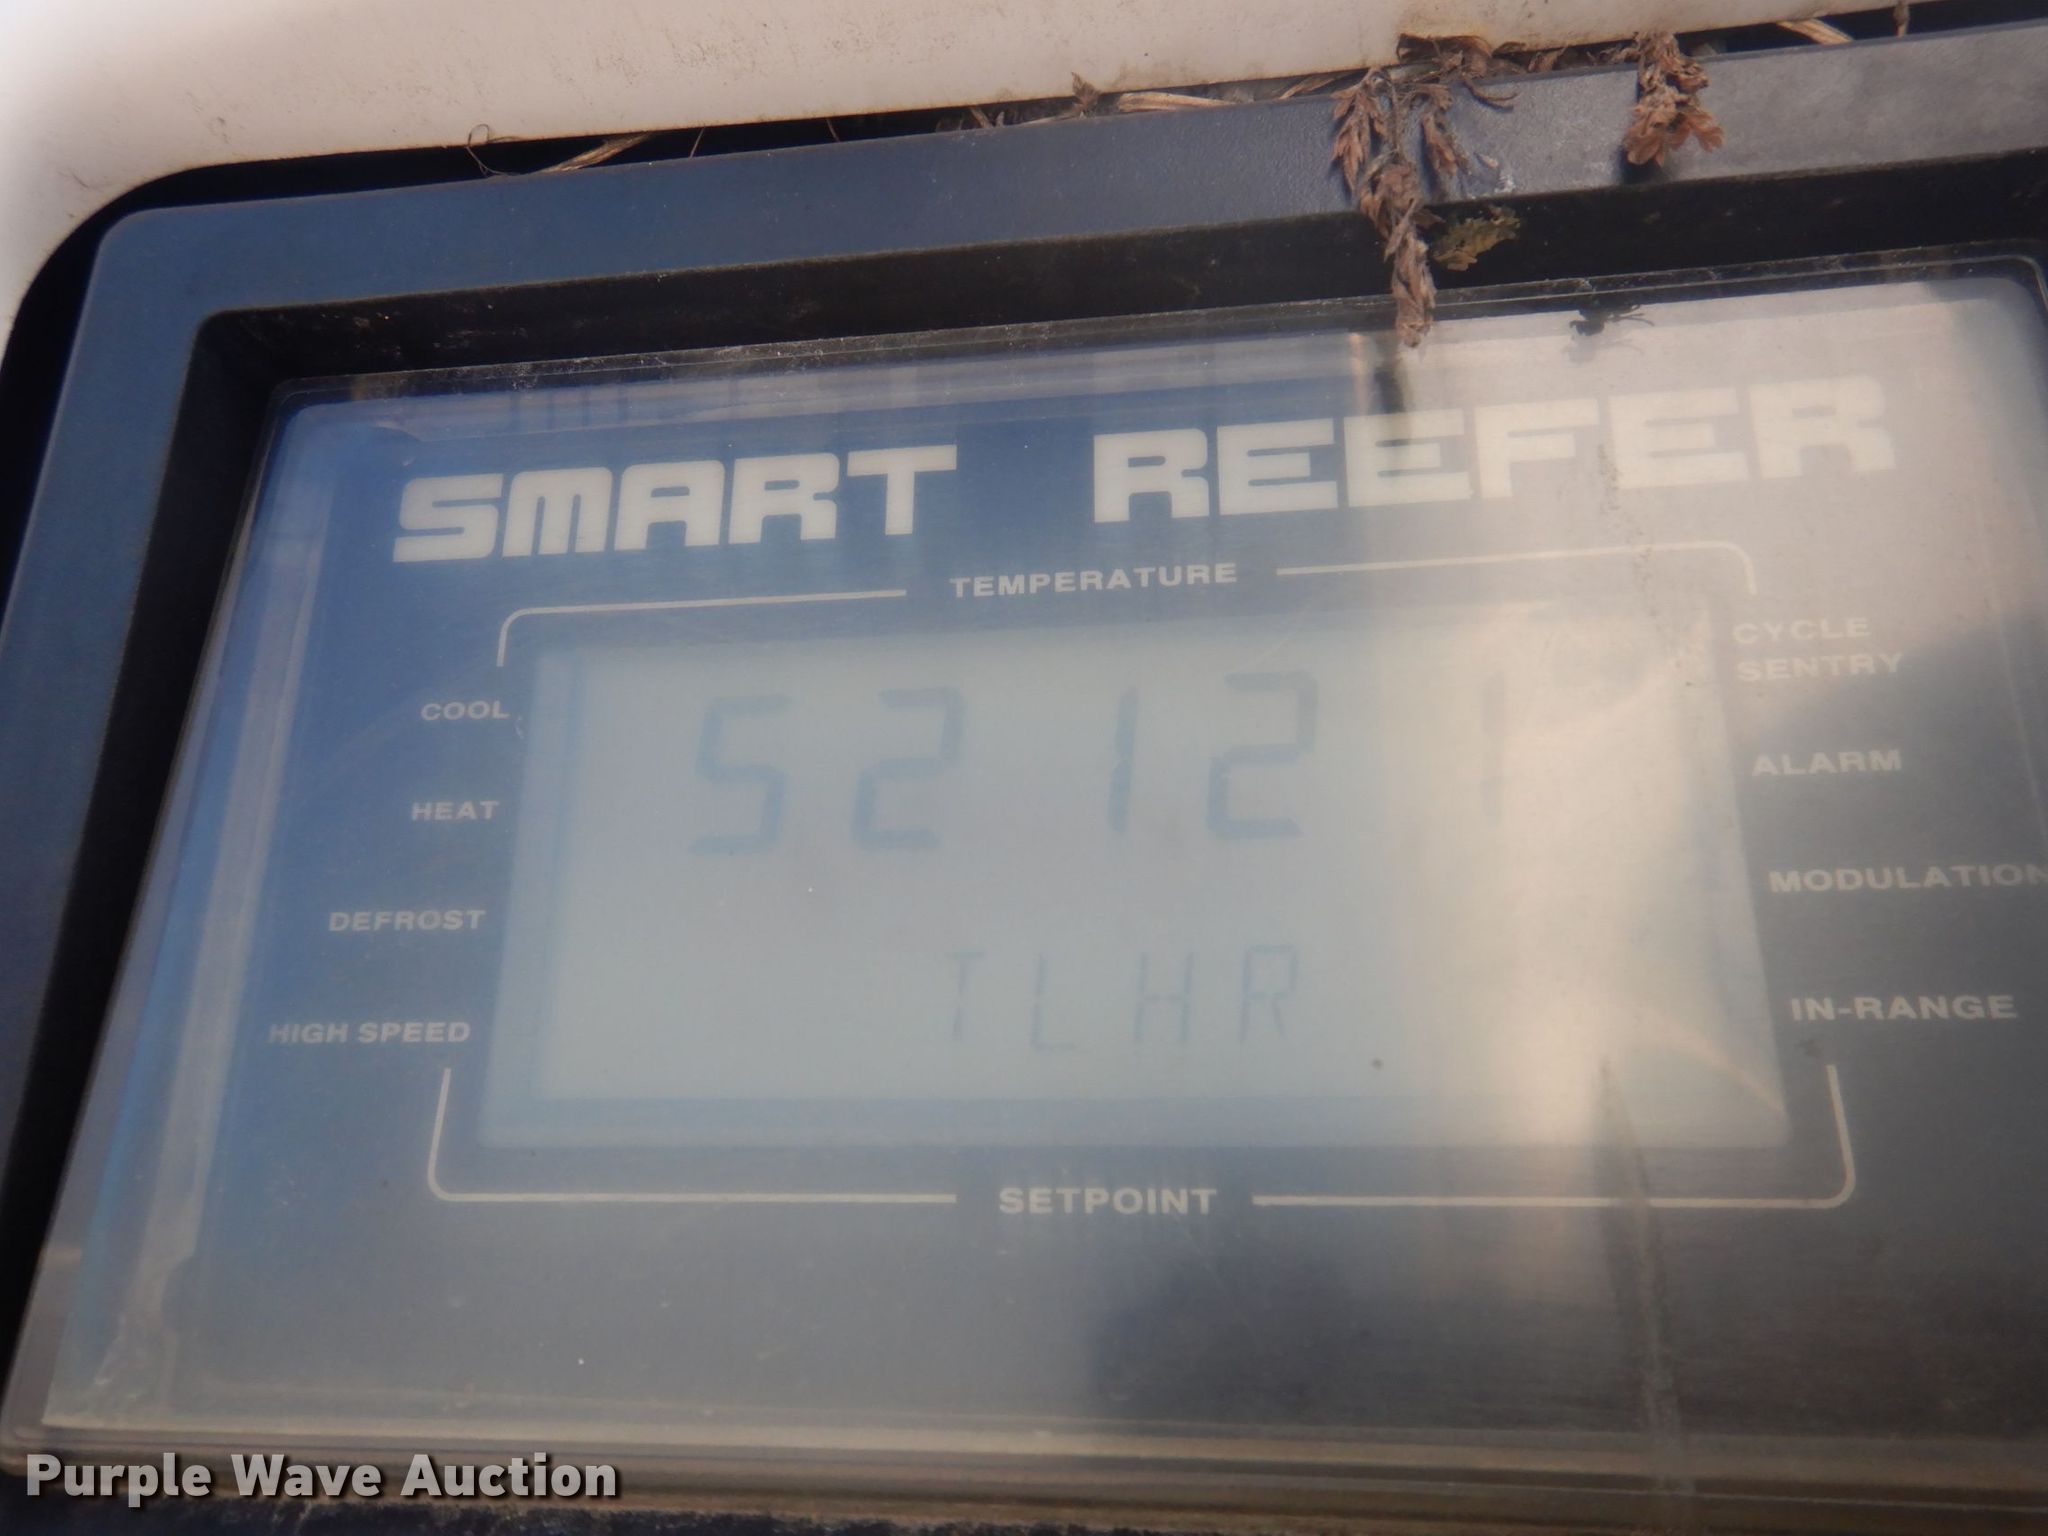 SMART REEFER
TEMPERATURE
CYCLE
SENTRY
COOL
52121
ALARM
HEAT
MODULATION
DEFROST
TLHR
IN-RANGE
HIGH SPEED
SETPOINT
Purple Wave Auction